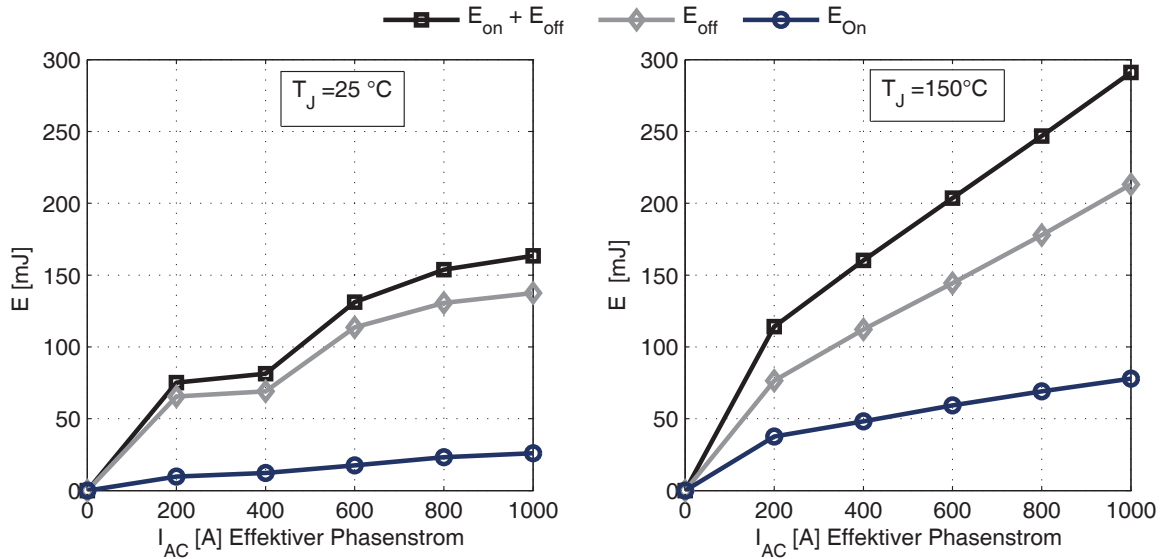 E_on + E_off
E_off
E_On
300
250
200
150
100
50
0
E [mJ]
T_J =25 °C
0 200 400 600 800 1000
I_AC [A] Effektiver Phasenstrom
300
250
200
150
100
50
0
E [mJ]
T_J =150°C
0 200 400 600 800 1000
I_AC [A] Effektiver Phasenstrom